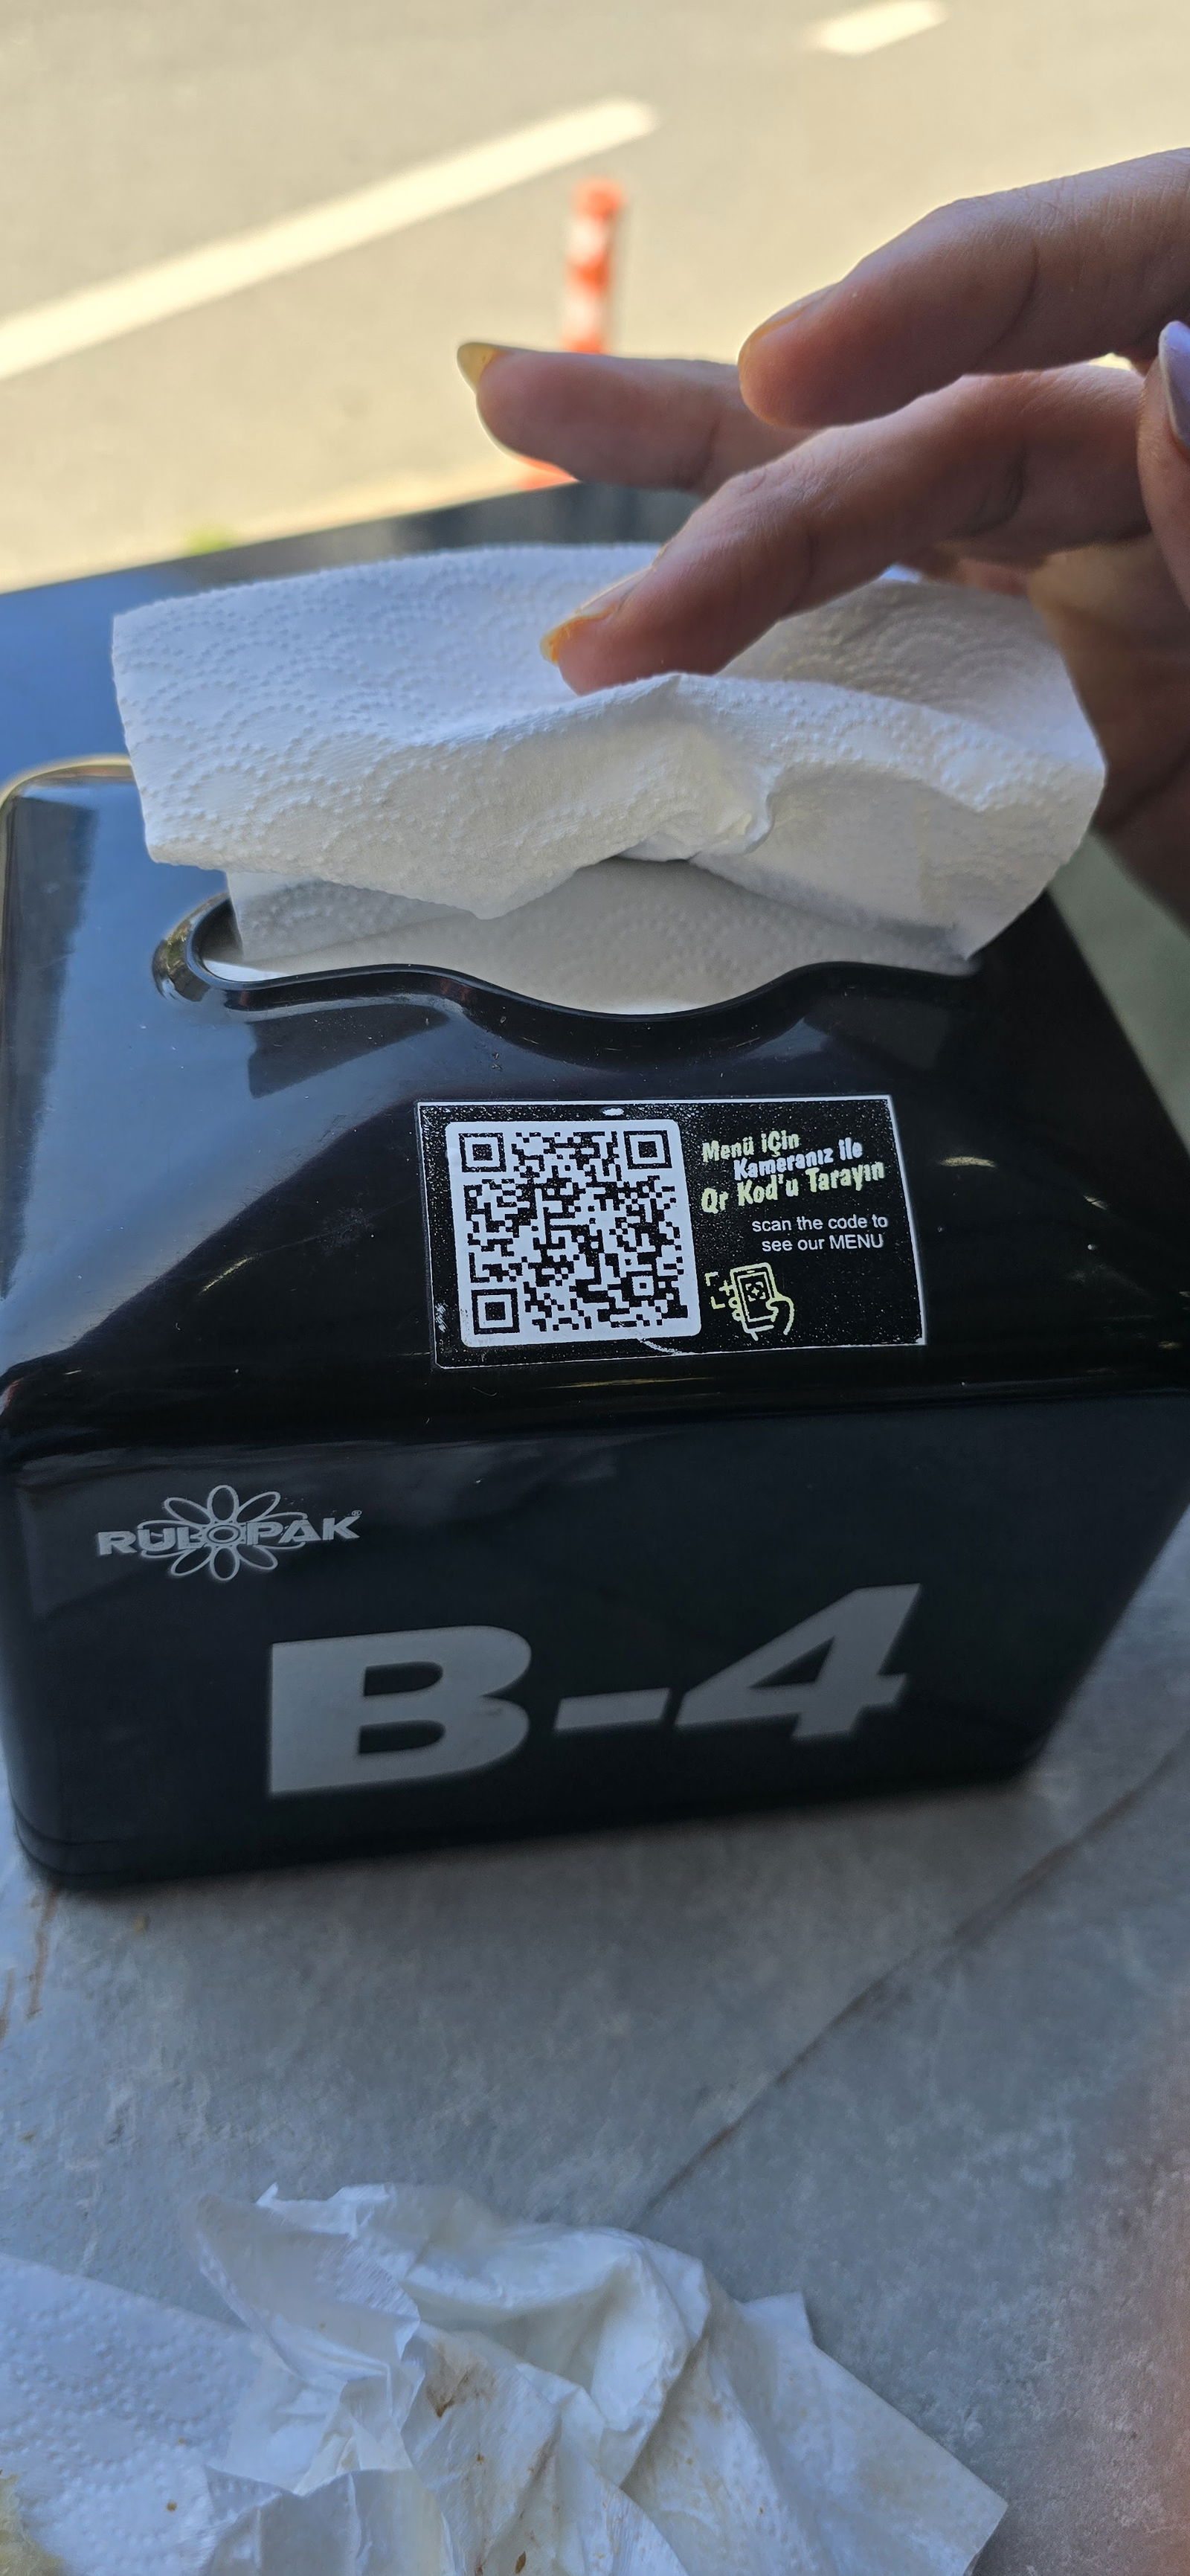 Menü için
Kameranız ile
Qr Kod'u Tarayın
scan the code to
see our MENU
RULOPAK®
B-4